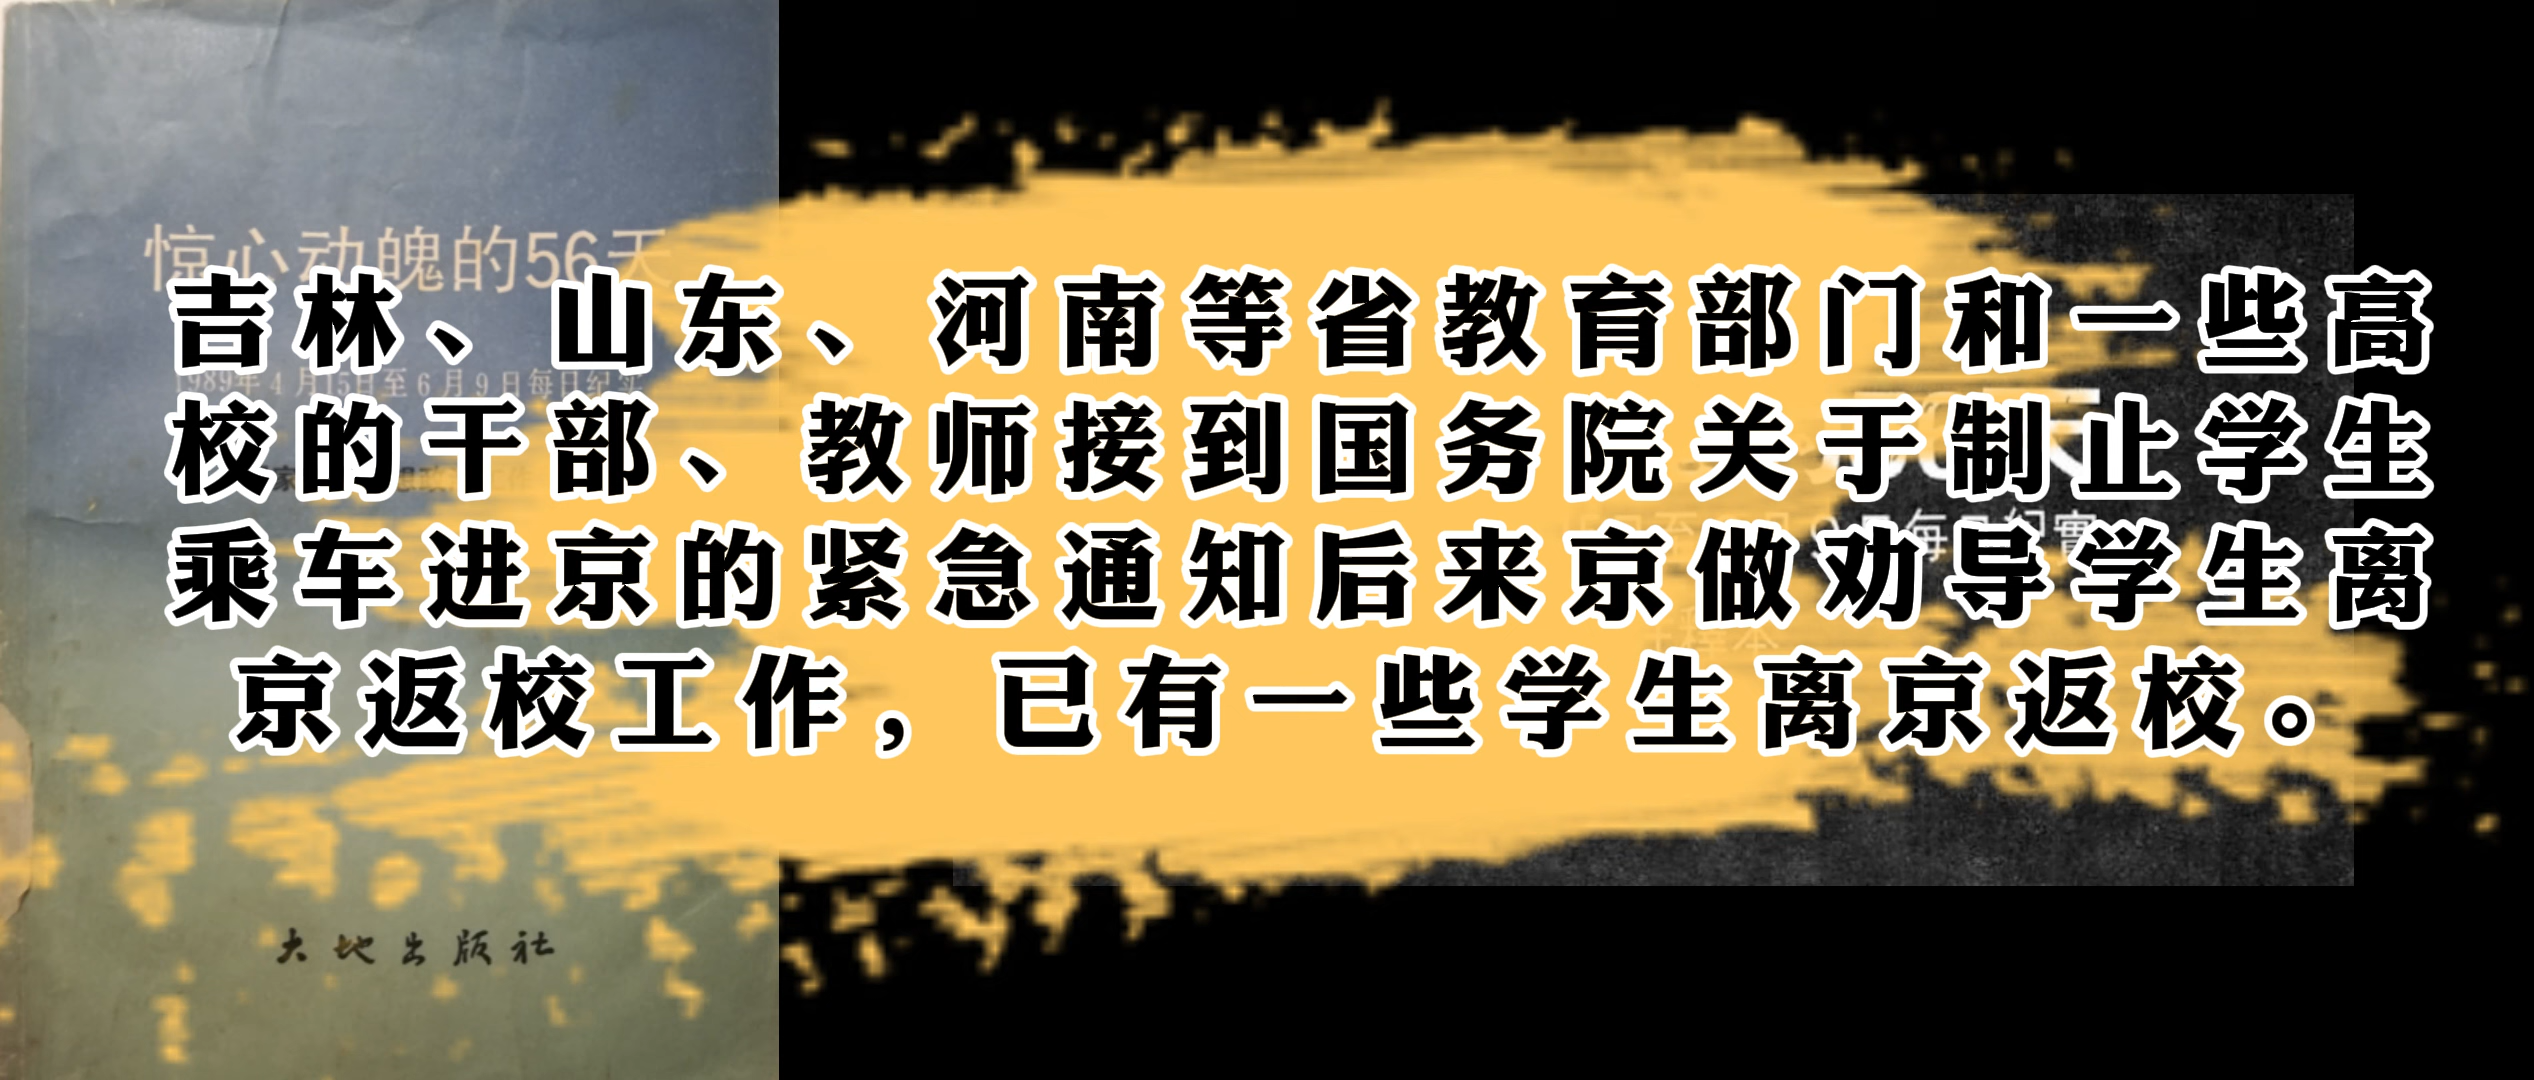 惊心动魄的56天
1989年4月15日至6月9日每日纪实
吉林、山东、河南等省教育部门和一些高
校的干部、教师接到国务院关于制止学生
乘车进京的紧急通知后来京做劝导学生离
京返校工作，已有一些学生离京返校。
每日紀實
大地出版社